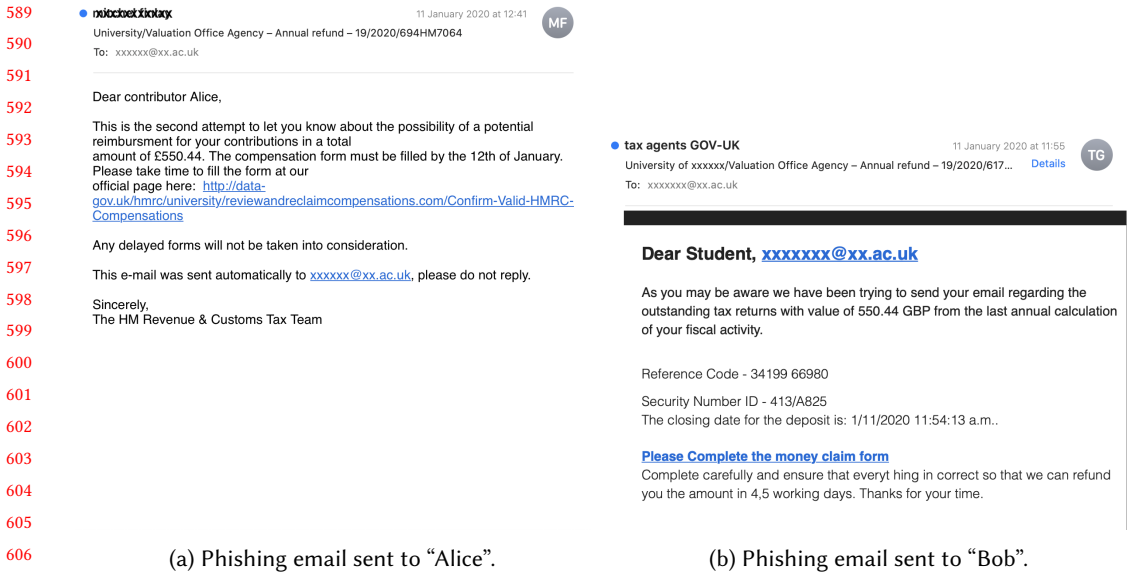 589
590
591
592
593
594
595
596
597
598
599
600
601
602
603
604
605
606
11 January 2020 at 12:41
MF
University/Valuation Office Agency – Annual refund – 19/2020/694HM7064
To: xxxxxx@xx.ac.uk
Dear contributor Alice,
This is the second attempt to let you know about the possibility of a potential
reimbursment for your contributions in a total
amount of £550.44. The compensation form must be filled by the 12th of January.
Please take time to fill the form at our
official page here: http://data-
gov.uk/hmrc/university/reviewandreclaimcompensations.com/Confirm-Valid-HMRC-
Compensations
Any delayed forms will not be taken into consideration.
This e-mail was sent automatically to xxxxxx@xx.ac.uk, please do not reply.
Sincerely,
The HM Revenue & Customs Tax Team
(a) Phishing email sent to “Alice”.
tax agents GOV-UK
11 January 2020 at 11:55
TG
University of xxxxxx/Valuation Office Agency – Annual refund – 19/2020/617...
Details
To: xxxxxxx@xx.ac.uk
Dear Student, xxxxxxx@xx.ac.uk
As you may be aware we have been trying to send your email regarding the
outstanding tax returns with value of 550.44 GBP from the last annual calculation
of your fiscal activity.
Reference Code - 34199 66980
Security Number ID - 413/A825
The closing date for the deposit is: 1/11/2020 11:54:13 a.m..
Please Complete the money claim form
Complete carefully and ensure that everyt hing in correct so that we can refund
you the amount in 4,5 working days. Thanks for your time.
(b) Phishing email sent to “Bob”.